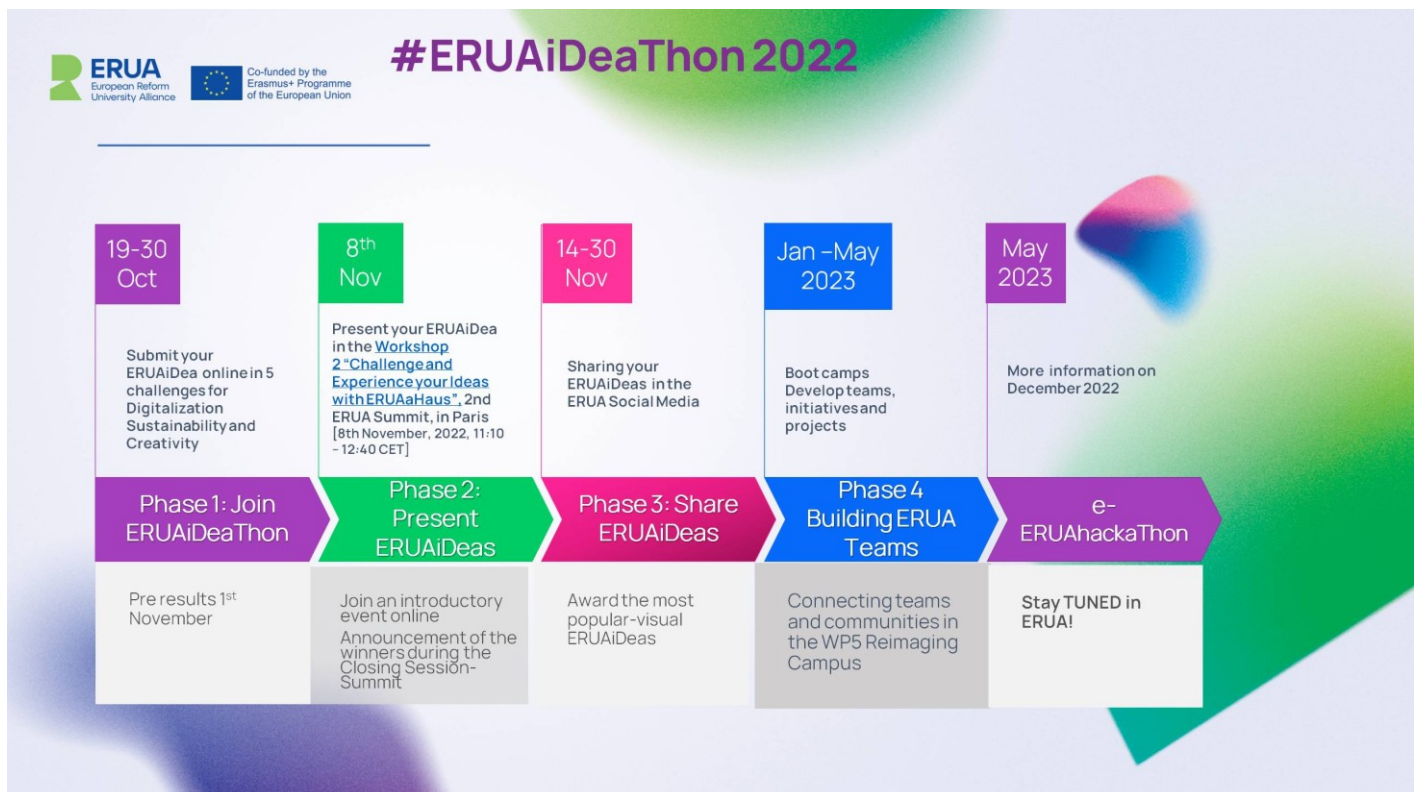 #ERUAiDeaThon 2022
ERUA
European Reform
University Alliance
Co-funded by the
Erasmus+ Programme
of the European Union
19-30
Oct
Submit your
ERUAiDea online in 5
challenges for
Digitalization
Sustainability and
Creativity
Phase 1: Join
ERUAiDeaThon
Pre results 1st
November
8th
Nov
Present your ERUAiDea
in the Workshop
2 "Challenge and
Experience your Ideas
with ERUAaHaus", 2nd
ERUA Summit, in Paris
[8th November, 2022, 11:10
– 12:40 CET]
Phase 2:
Present
ERUAiDeas
Join an introductory
event online
Announcement of the
winners during the
Closing Session-
Summit
14-30
Nov
Sharing your
ERUAiDeas in the
ERUA Social Media
Phase 3: Share
ERUAiDeas
Award the most
popular-visual
ERUAiDeas
Jan –May
2023
Boot camps
Develop teams,
initiatives and
projects
Phase 4
Building ERUA
Teams
Connecting teams
and communities in
the WP5 Reimaging
Campus
May
2023
More information on
December 2022
e-
ERUAhackaThon
Stay TUNED in
ERUA!